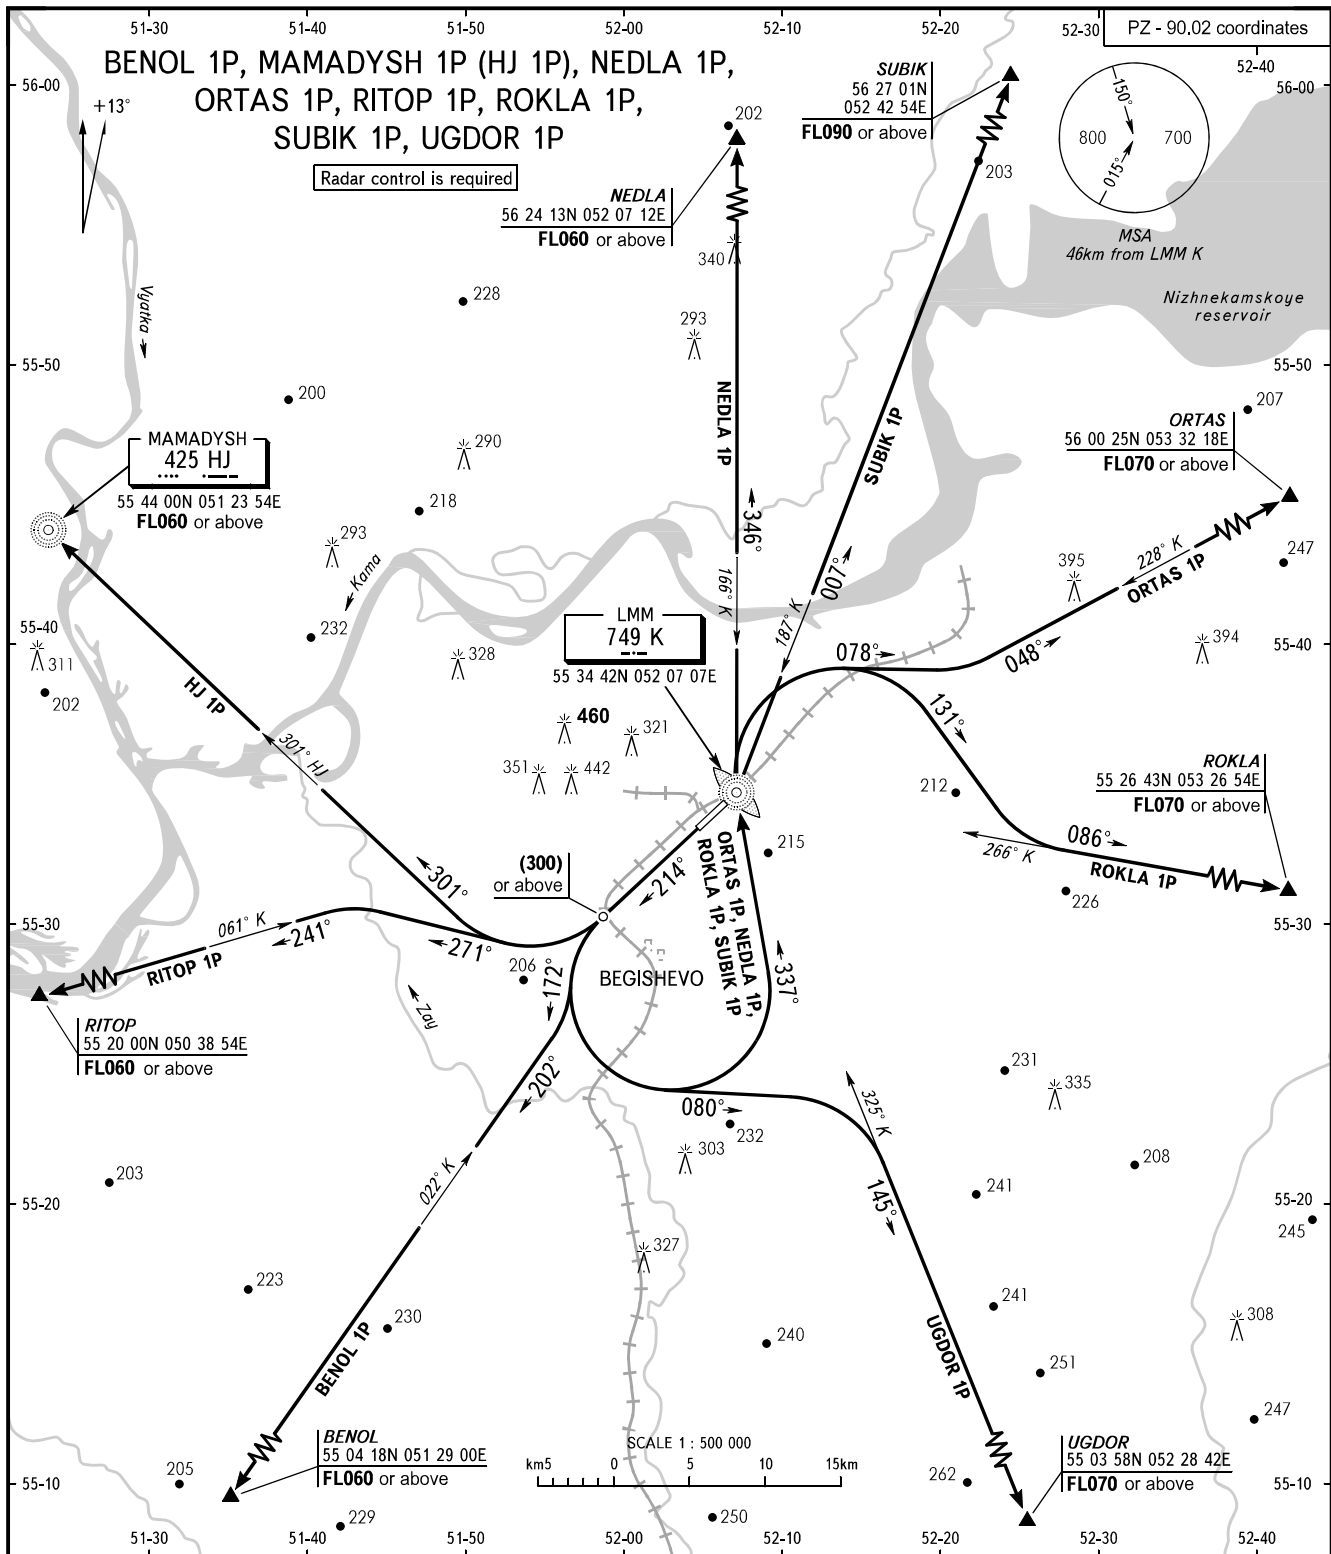 51-30
51-40
51-50
52-00
52-10
52-20
52-30
PZ - 90.02 coordinates
52-40
BENOL 1P, MAMADYSH 1P (HJ 1P), NEDLA 1P,
ORTAS 1P, RITOP 1P, ROKLA 1P,
SUBIK 1P, UGDOR 1P
Radar control is required
56-00
56-00
+13°
SUBIK
56 27 01N
052 42 54E
FL090 or above
150°
800
700
015°
MSA
46km from LMM K
202
203
NEDLA
56 24 13N 052 07 12E
FL060 or above
340
Nizhnekamskoye
reservoir
Vyatka
228
293
55-50
55-50
200
NEDLA 1P
SUBIK 1P
207
ORTAS
56 00 25N 053 32 18E
FL070 or above
MAMADYSH
425 HJ
55 44 00N 051 23 54E
FL060 or above
290
218
293
Kama
346°
166° K
007°
187° K
395
228° K
ORTAS 1P
247
232
328
LMM
749 K
55 34 42N 052 07 07E
55-40
55-40
311
202
HJ 1P
078°
048°
394
131°
460
321
351
442
301° HJ
212
ROKLA
55 26 43N 053 26 54E
FL070 or above
215
(300)
or above
214°
301°
ORTAS 1P, NEDLA 1P,
ROKLA 1P, SUBIK 1P
266° K
086°
ROKLA 1P
226
55-30
55-30
061° K
241°
271°
RITOP 1P
206
172°
BEGISHEVO
337°
Zay
RITOP
55 20 00N 050 38 54E
FL060 or above
202°
231
335
080°
232
325° K
303
203
022° K
208
145°
241
55-20
55-20
245
327
223
241
230
308
BENOL 1P
240
UGDOR 1P
251
247
BENOL
55 04 18N 051 29 00E
FL060 or above
SCALE 1 : 500 000
km5
0
5
10
15km
UGDOR
55 03 58N 052 28 42E
FL070 or above
205
262
55-10
55-10
229
250
51-30
51-40
51-50
52-00
52-10
52-20
52-30
52-40